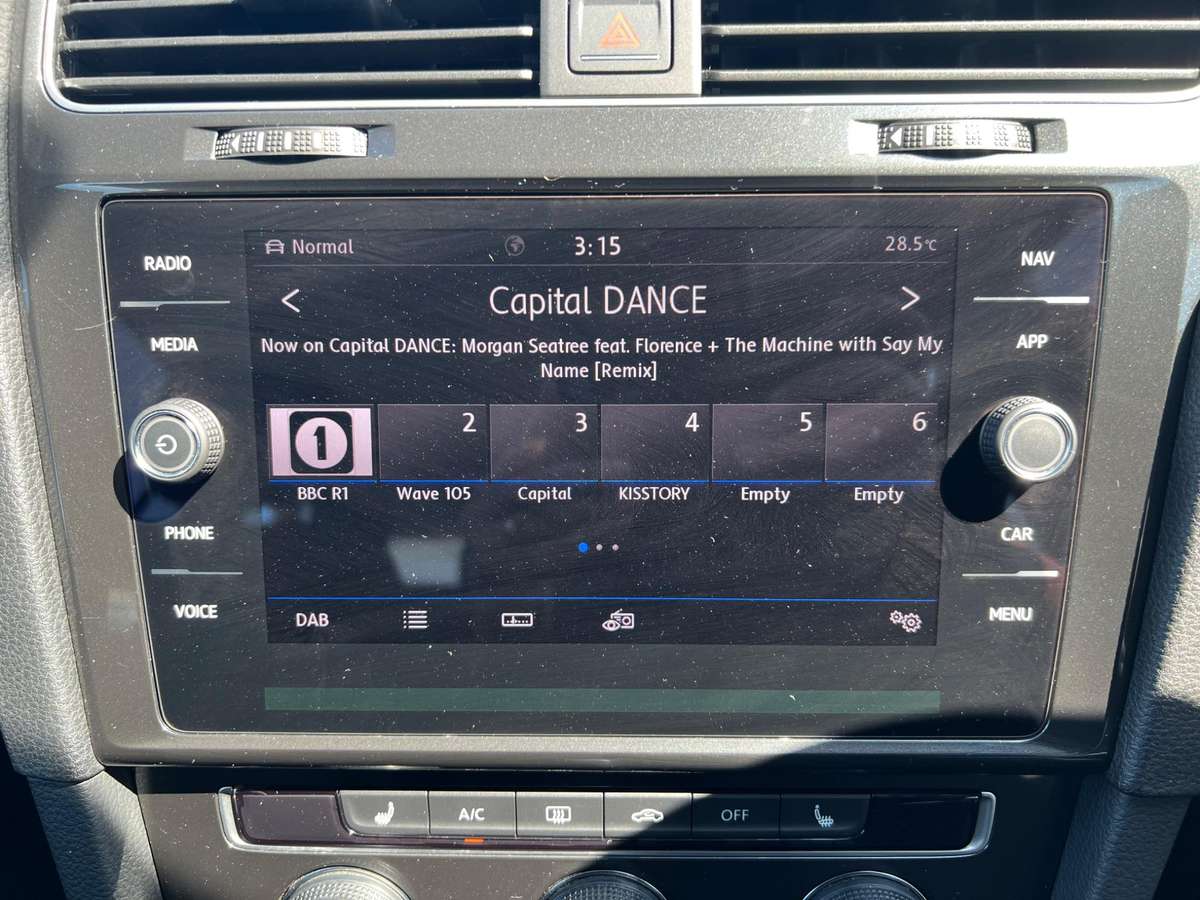 Normal 3:15 28.5°C
RADIO
NAV
Capital DANCE
MEDIA
APP
Now on Capital DANCE: Morgan Seatree feat. Florence + The Machine with Say My
Name [Remix]
1 2 3 4 5 6
BBC R1 Wave 105 Capital KISSTORY Empty Empty
PHONE
CAR
VOICE
MENU
DAB
A/C OFF